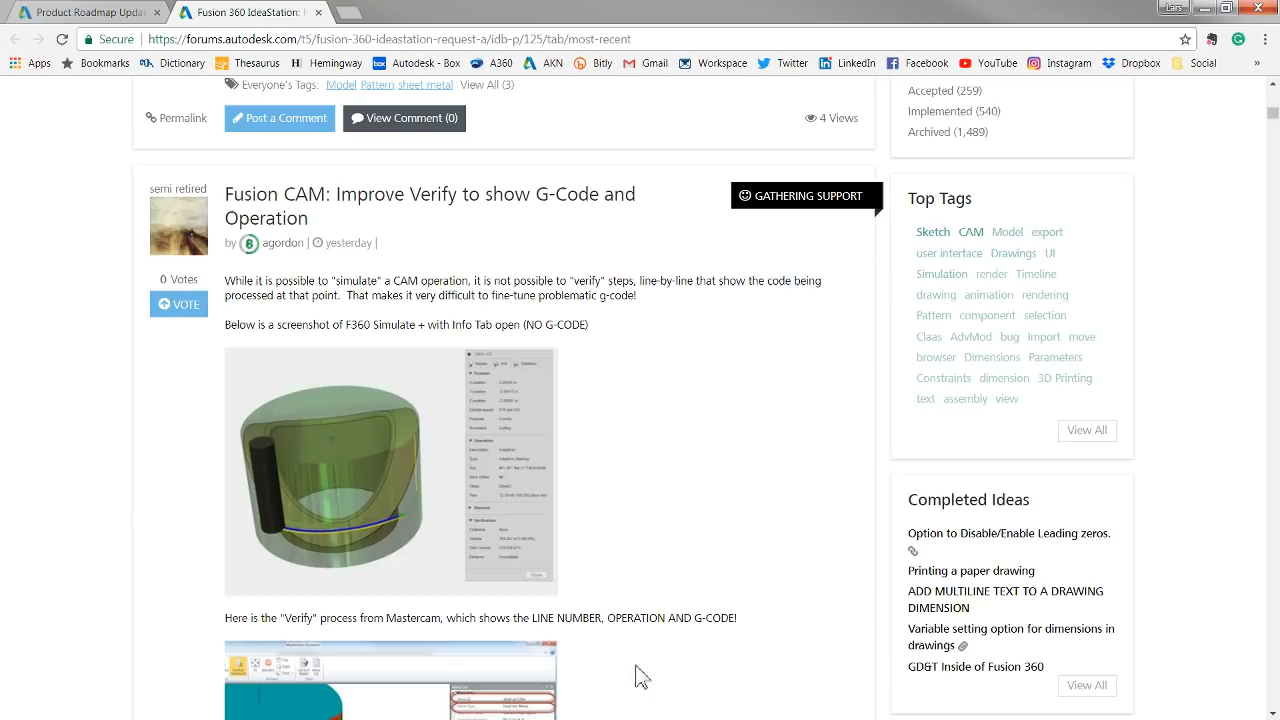 Product Roadmap Upda
Fusion 360 IdeaStation: R
Lars
Secure
https://forums.autodesk.com/t5/fusion-360-ideastation-request-a/idb-p/125/tab/most-recent
Apps Bookmarks Dictionary Thesaurus Hemingway Autodesk - Box A360 AKN Bitly Gmail Workspace Twitter LinkedIn Facebook YouTube Instagram Dropbox Social
Everyone's Tags: Model Pattern sheet metal View All (3)
Permalink
Post a Comment
View Comment (0)
4 Views
semi retired
Fusion CAM: Improve Verify to show G-Code and
Operation
GATHERING SUPPORT
by agordon | yesterday |
0 Votes
VOTE
While it is possible to "simulate" a CAM operation, it is not possible to "verify" steps, line-by-line that show the code being
processed at that point. That makes it very difficult to fine-tune problematic g-code!
Below is screenshot of F360 Simulate + with Info Tab open (NO G-CODE)
Position
Operation
Verification
Close
Here is the "Verify" process from Mastercam, which shows the LINE NUMBER, OPERATION AND G-CODE!
Accepted (259)
Implemented (540)
Archived (1,489)
Top Tags
Sketch CAM Model export
user interface Drawings UI
Simulation render Timeline
drawing animation rendering
Pattern component selection
Class AdvMod bug Import move
dimensions Parameters
dimension 3D Printing
text assembly view
View All
Ideas
Drawings: Disable/Enable leading zeros.
Printing
drawing
ADD MULTILINE TEXT TO A DRAWING
DIMENSION
Variable setting option for dimensions in
drawings
GD&T Inside of Fusion 360
View All